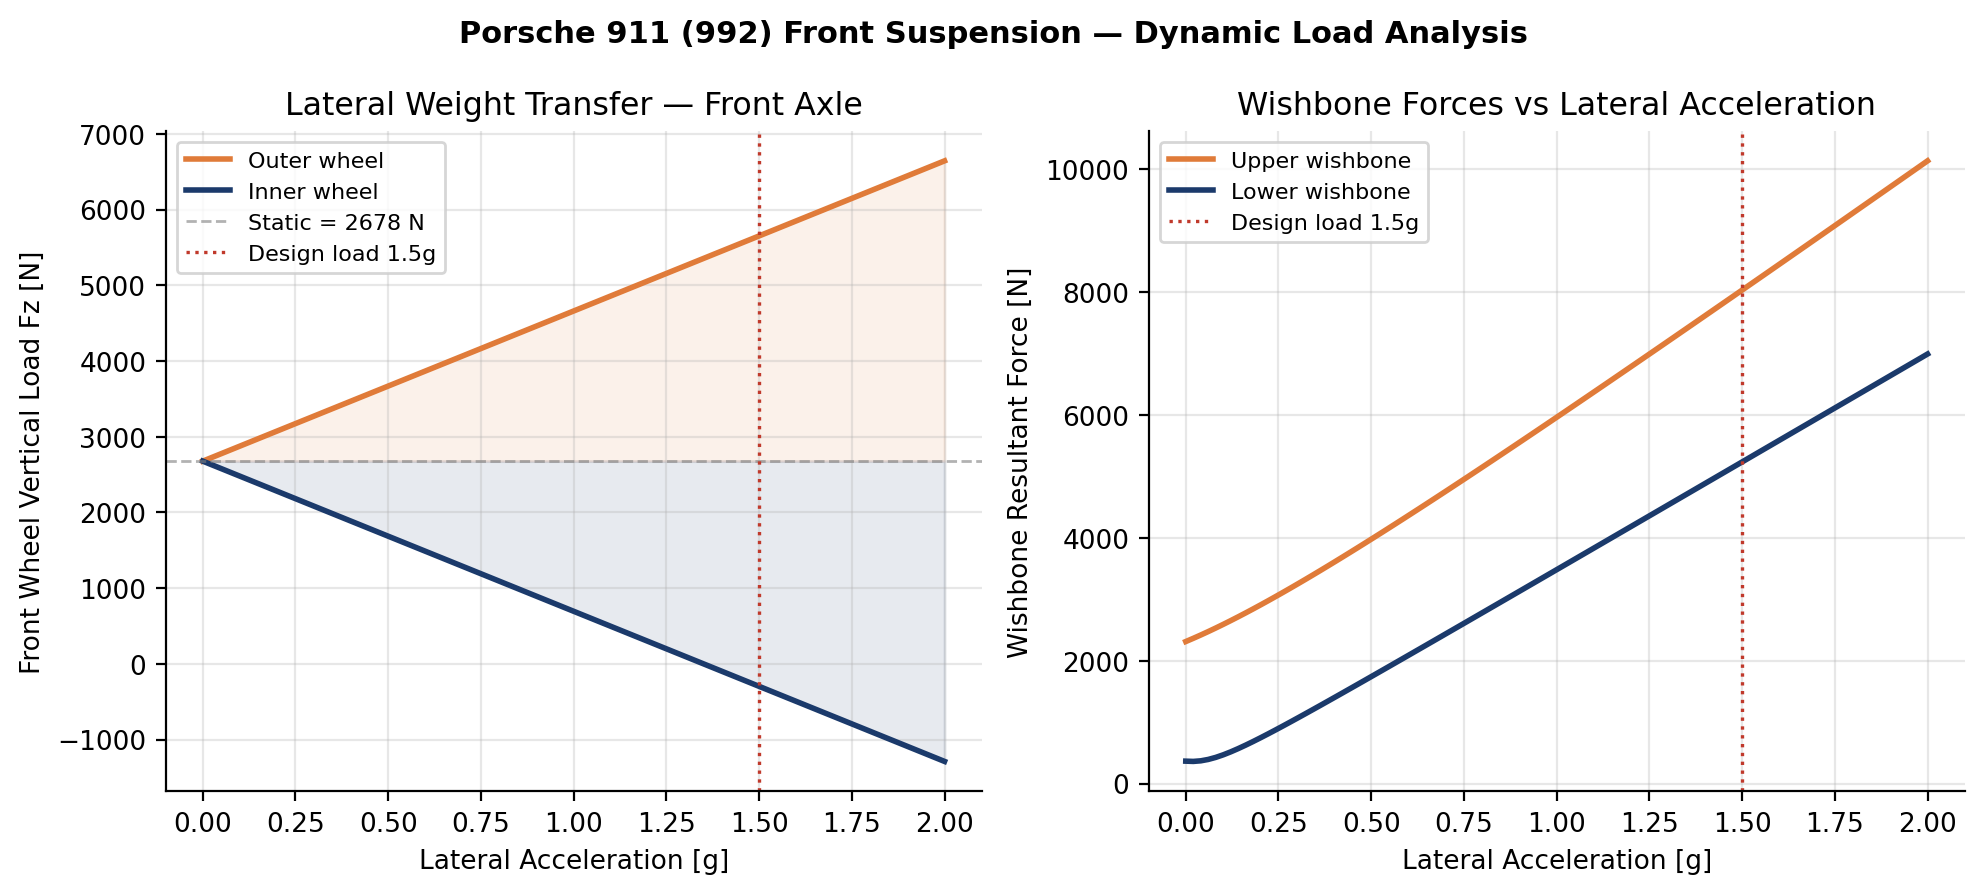 Porsche 911 (992) Front Suspension — Dynamic Load Analysis
Lateral Weight Transfer — Front Axle
Front Wheel Vertical Load Fz [N]
7000
6000
5000
4000
3000
2000
1000
0
−1000
Outer wheel
Inner wheel
Static = 2678 N
Design load 1.5g
0.00 0.25 0.50 0.75 1.00 1.25 1.50 1.75 2.00
Lateral Acceleration [g]
Wishbone Forces vs Lateral Acceleration
Wishbone Resultant Force [N]
10000
8000
6000
4000
2000
0
Upper wishbone
Lower wishbone
Design load 1.5g
0.00 0.25 0.50 0.75 1.00 1.25 1.50 1.75 2.00
Lateral Acceleration [g]